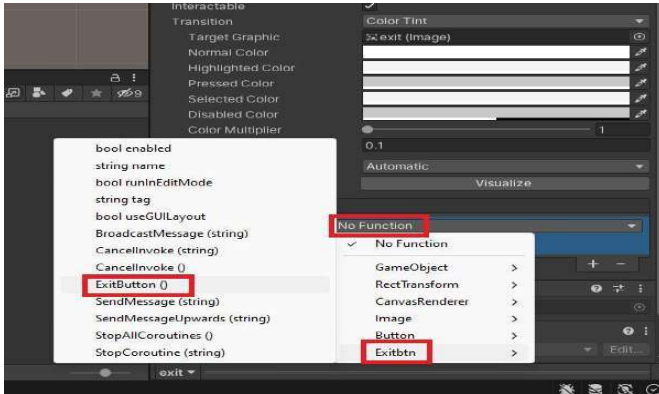 Interactable
Transition Color Tint
Target Graphic exit (Image)
Normal Color
Highlighted Color
Pressed Color
Selected Color
Disabled Color
Color Multiplier 1
0.1
Automatic
Visualize
9
bool enabled
string name
bool runInEditMode
string tag
bool useGUILayout
BroadcastMessage (string)
CancelInvoke (string)
CancelInvoke ()
ExitButton ()
SendMessage (string)
SendMessageUpwards (string)
StopAllCoroutines ()
StopCoroutine (string)
No Function
No Function
GameObject >
RectTransform >
CanvasRenderer >
Image >
Button >
Exitbtn >
+ −
Edit...
exit